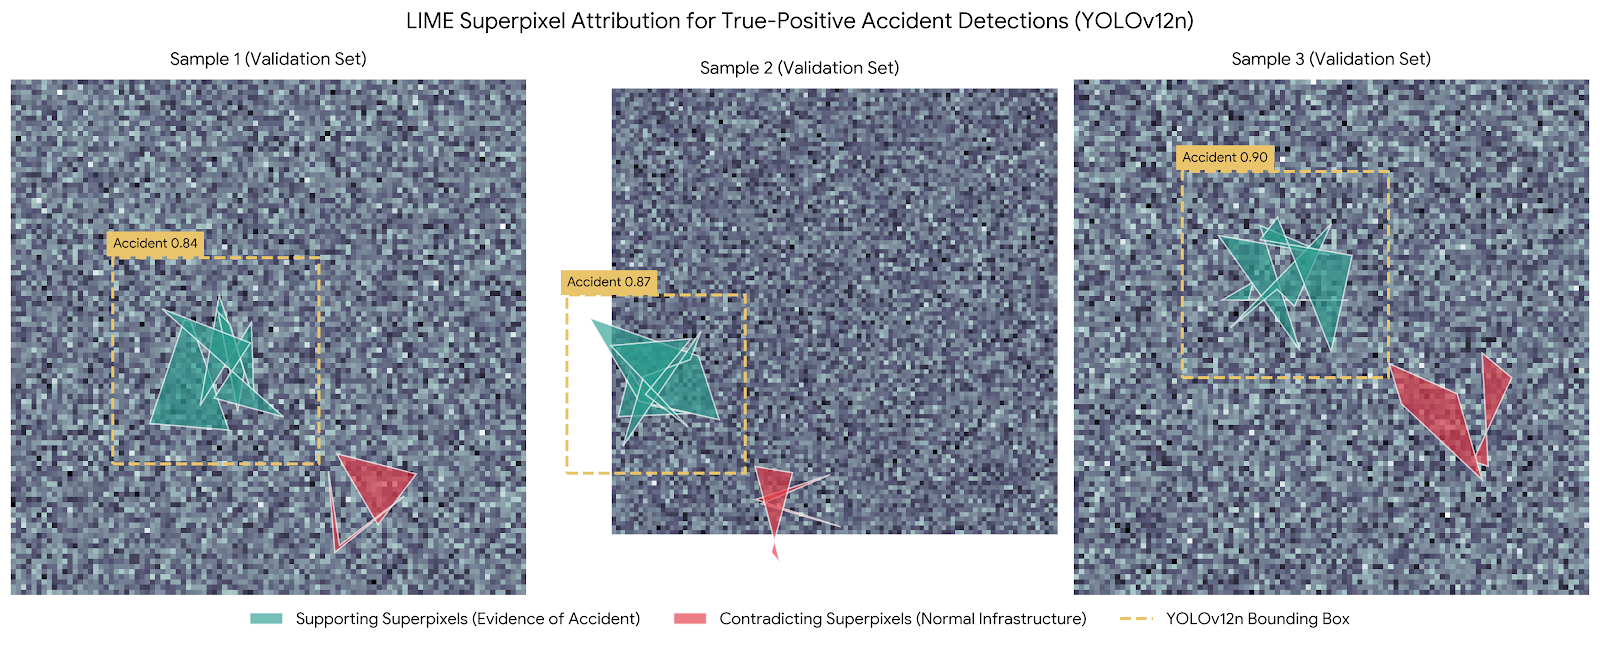 LIME Superpixel Attribution for True-Positive Accident Detections (YOLOv12n)
Sample 1 (Validation Set)
Sample 2 (Validation Set)
Sample 3 (Validation Set)
Accident 0.84
Accident 0.87
Accident 0.90
Supporting Superpixels (Evidence of Accident)
Contradicting Superpixels (Normal Infrastructure)
YOLOv12n Bounding Box